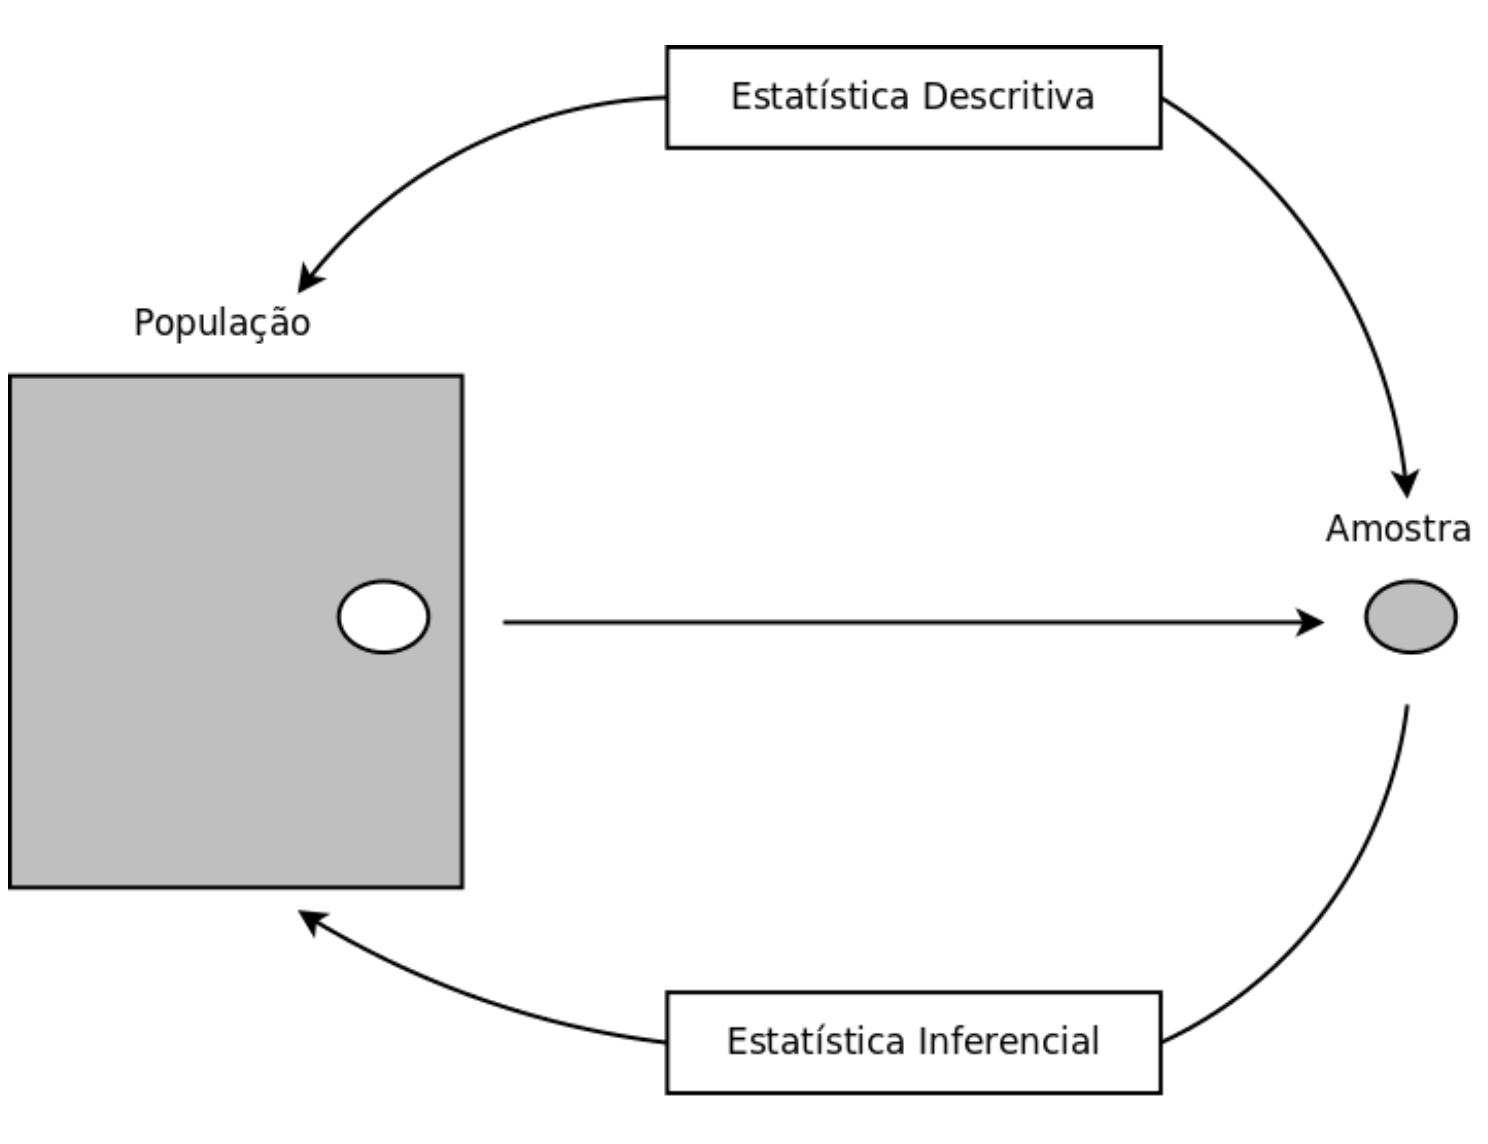 Estatística Descritiva
População
Amostra
Estatística Inferencial